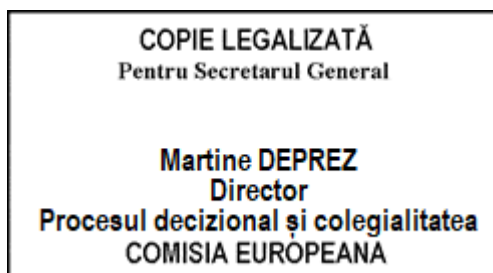 COPIE LEGALIZATĂ
Pentru Secretarul General
Martine DEPREZ
Director
Procesul decizional și colegialitatea
COMISIA EUROPEANA